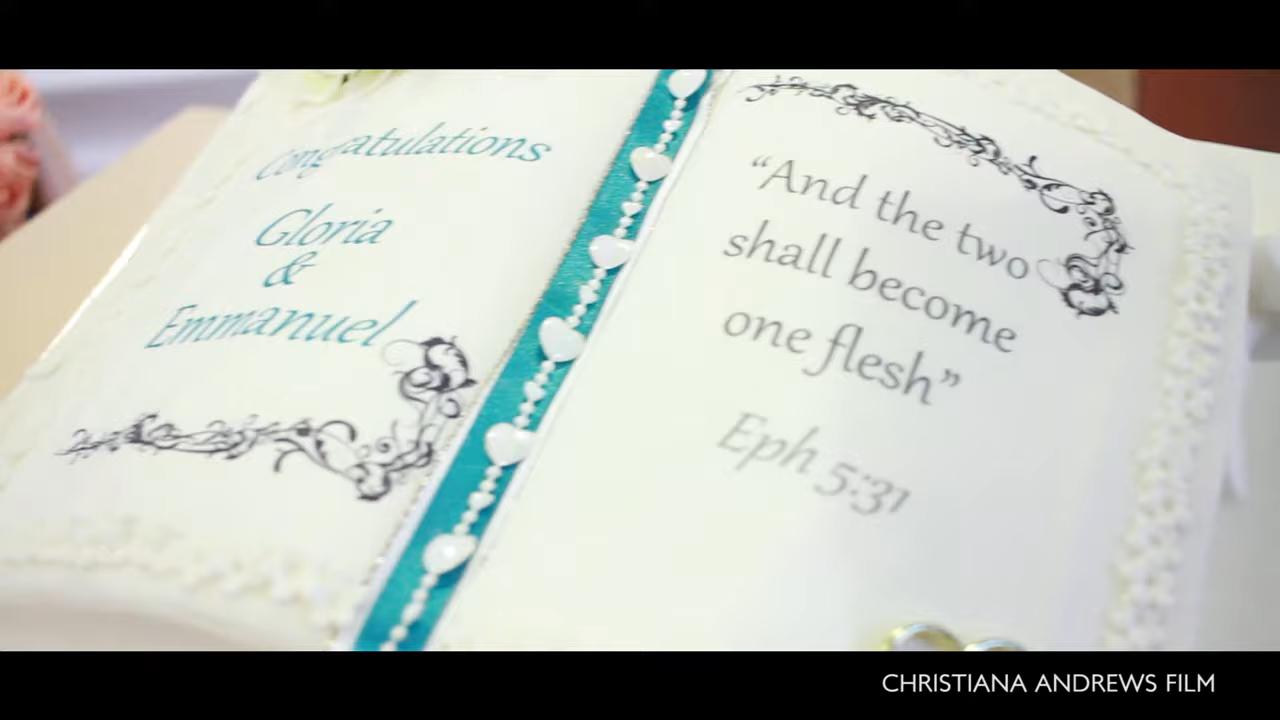 Congratulations
Gloria
&
Emmanuel
“And the two
shall become
one flesh”
Eph 5:31
CHRISTIANA ANDREWS FILM